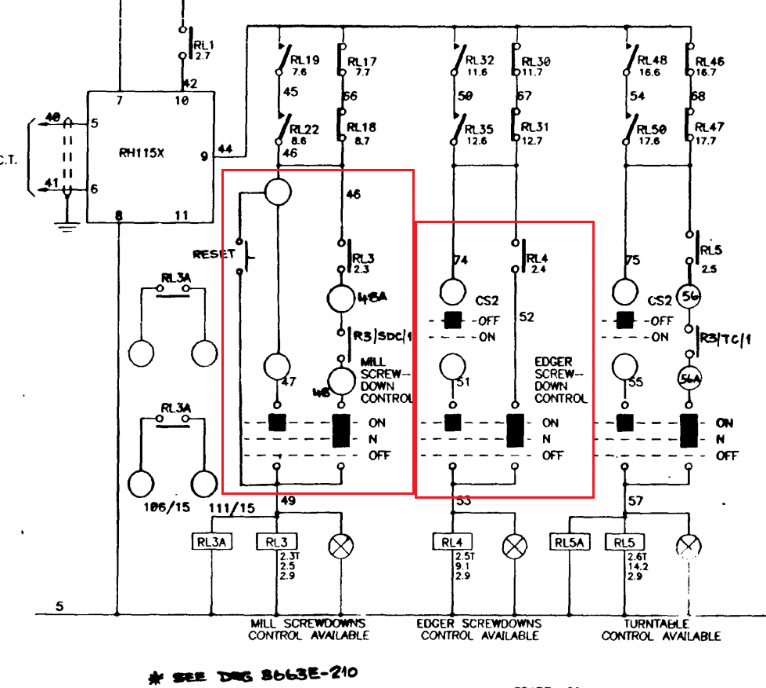 RL1
2.7
42
7
10
40
5
RH115X
9
44
C.T.
41
6
8
11
RL19
7.6
RL17
7.7
45
66
RL22
8.6
RL18
8.7
46
46
RL32
11.6
RL30
11.7
50
67
RL35
12.6
RL31
12.7
RL48
16.6
RL46
16.7
54
68
RL50
17.6
RL47
17.7
RESET
RL3
2.3
48A
R3/SDC/1
MILL
SCREW-
DOWN
CONTROL
47
48
ON
N
OFF
74
RL4
2.4
CS2
OFF
ON
52
51
EDGER
SCREW-
DOWN
CONTROL
ON
N
OFF
75
RL5
2.5
CS2
56
OFF
ON
R3/TC/1
55
56A
ON
N
OFF
RL3A
RL3A
106/15
111/15
49
53
57
RL3A
RL3
2.3T
2.5
2.9
RL4
2.5T
9.1
2.9
RL5A
RL5
2.6T
14.2
2.9
5
MILL SCREWDOWNS
CONTROL AVAILABLE
EDGER SCREWDOWNS
CONTROL AVAILABLE
TURNTABLE
CONTROL AVAILABLE
* SEE DRG 8663E-210